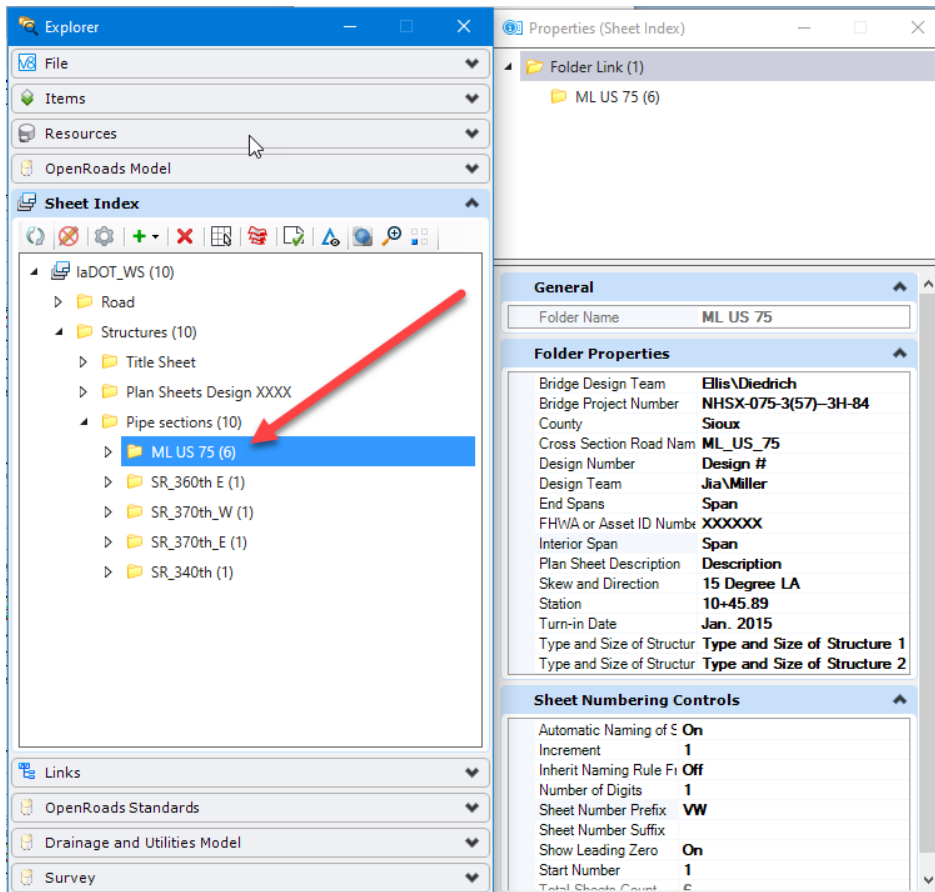 Explorer
File
Items
Resources
OpenRoads Model
Sheet Index
IaDOT_WS (10)
Road
Structures (10)
Title Sheet
Plan Sheets Design XXXX
Pipe sections (10)
ML US 75 (6)
SR_360th E (1)
SR_370th_W (1)
SR_370th_E (1)
SR_340th (1)
Links
OpenRoads Standards
Drainage and Utilities Model
Survey
Properties (Sheet Index)
Folder Link (1)
ML US 75 (6)
General
Folder Name ML US 75
Folder Properties
Bridge Design Team Ellis\Diedrich
Bridge Project Number NHSX-075-3(57)--3H-84
County Sioux
Cross Section Road Nam ML_US_75
Design Number Design #
Design Team Jia\Miller
End Spans Span
FHWA or Asset ID Numbe XXXXXX
Interior Span Span
Plan Sheet Description Description
Skew and Direction 15 Degree LA
Station 10+45.89
Turn-in Date Jan. 2015
Type and Size of Structur Type and Size of Structure 1
Type and Size of Structur Type and Size of Structure 2
Sheet Numbering Controls
Automatic Naming of S On
Increment 1
Inherit Naming Rule Fr Off
Number of Digits 1
Sheet Number Prefix VW
Sheet Number Suffix
Show Leading Zero On
Start Number 1
Total Sheets Count 6